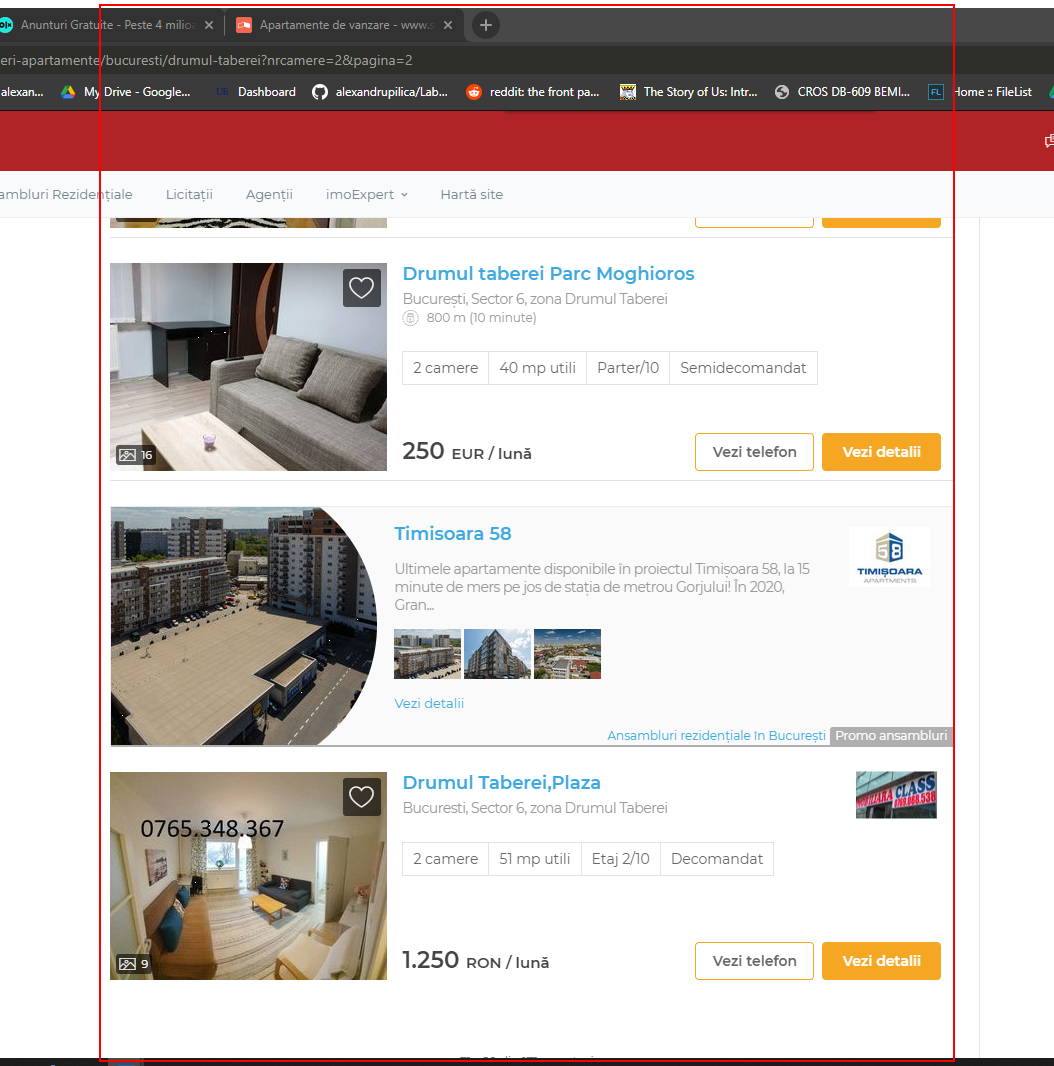 Anunturi Gratuite - Peste 4 milio
Apartamente de vanzare - www.s
eri-apartamente/bucuresti/drumul-taberei?nrcamere=2&pagina=2
alexan...
My Drive - Google...
UB
Dashboard
alexandrupilica/Lab...
reddit: the front pa...
The Story of Us: Intr...
CROS DB-609 BEMI...
FL
Home :: FileList
ambluri Rezidențiale
Licitații
Agenții
imoExpert
Hartă site
Drumul taberei Parc Moghioros
București, Sector 6, zona Drumul Taberei
800 m (10 minute)
2 camere
40 mp utili
Parter/10
Semidecomandat
16
250 EUR / lună
Vezi telefon
Vezi detalii
Timisoara 58
Ultimele apartamente disponibile în proiectul Timișoara 58, la 15
minute de mers pe jos de stația de metrou Gorjului! În 2020,
Gran...
58
TIMIȘOARA
APARTMENTS
Vezi detalii
Ansambluri rezidențiale în București
Promo ansambluri
Drumul Taberei,Plaza
Bucuresti, Sector 6, zona Drumul Taberei
0765.348.367
CLASS
2 camere
51 mp utili
Etaj 2/10
Decomandat
9
1.250 RON / lună
Vezi telefon
Vezi detalii